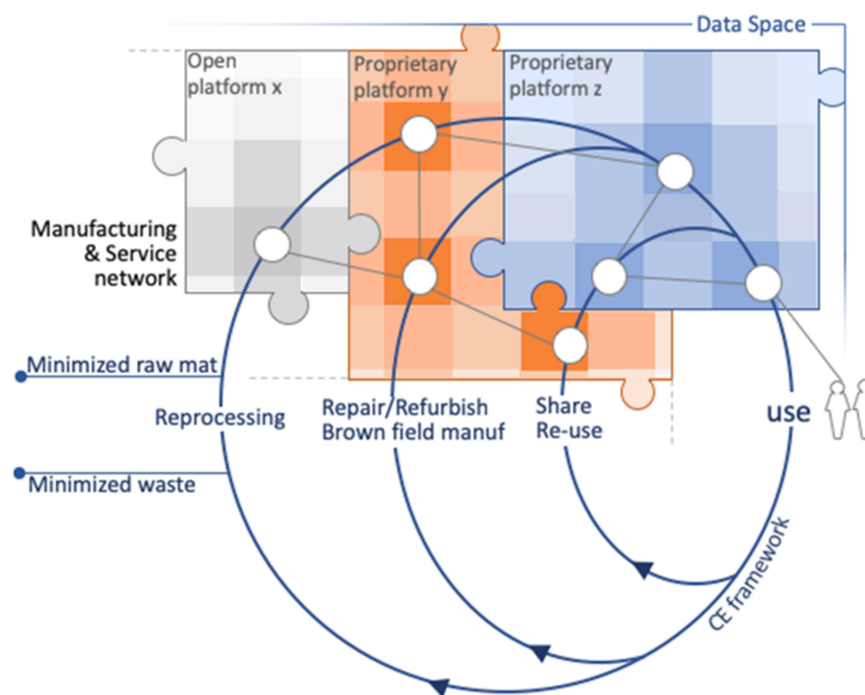 Data Space
Open
platform x
Proprietary
platform y
Proprietary
platform z
Manufacturing
& Service
network
Minimized raw mat
Reprocessing
Repair/Refurbish
Brown field manuf
Share
Re-use
use
Minimized waste
CE framework